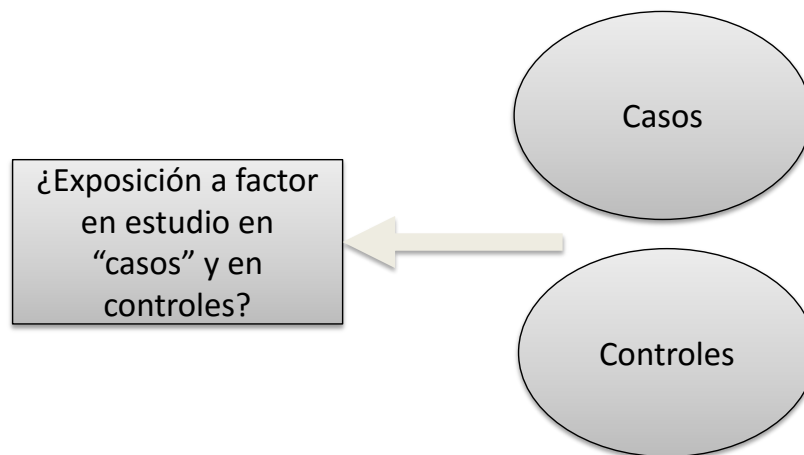 Casos
¿Exposición a factor
en estudio en
“casos” y en
controles?
Controles